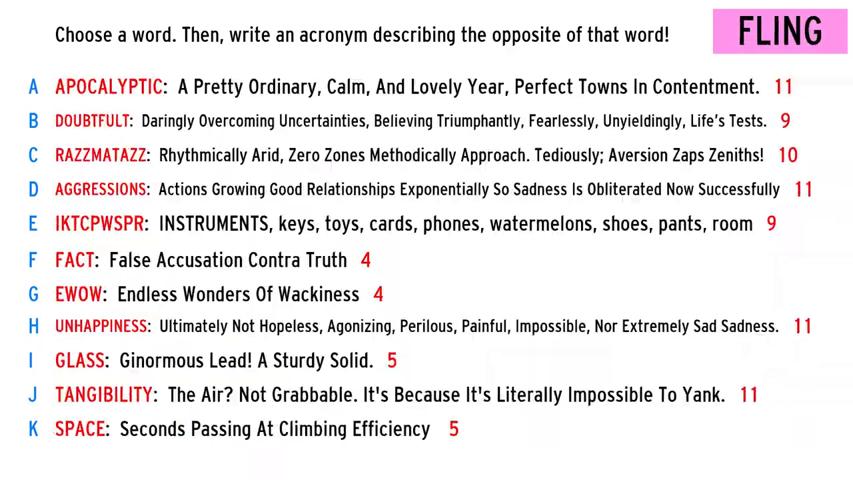 Choose a word. Then, write an acronym describing the opposite of that word!
FLING
A APOCALYPTIC: A Pretty Ordinary, Calm, And Lovely Year, Perfect Towns In Contentment. 11
B DOUBTFULT: Daringly Overcoming Uncertainties, Believing Triumphantly, Fearlessly, Unyieldingly, Life's Tests. 9
C RAZZMATAZZ: Rhythmically Arid, Zero Zones Methodically Approach. Tediously; Aversion Zaps Zeniths! 10
D AGGRESSIONS: Actions Growing Good Relationships Exponentially So Sadness Is Obliterated Now Successfully 11
E IKTCPWSPR: INSTRUMENTS, keys, toys, cards, phones, watermelons, shoes, pants, room 9
F FACT: False Accusation Contra Truth 4
G EWOW: Endless Wonders Of Wackiness 4
H UNHAPPINESS: Ultimately Not Hopeless, Agonizing, Perilous, Painful, Impossible, Nor Extremely Sad Sadness. 11
I GLASS: Ginormous Lead! A Sturdy Solid. 5
J TANGIBILITY: The Air? Not Grabbable. It's Because It's Literally Impossible To Yank. 11
K SPACE: Seconds Passing At Climbing Efficiency 5